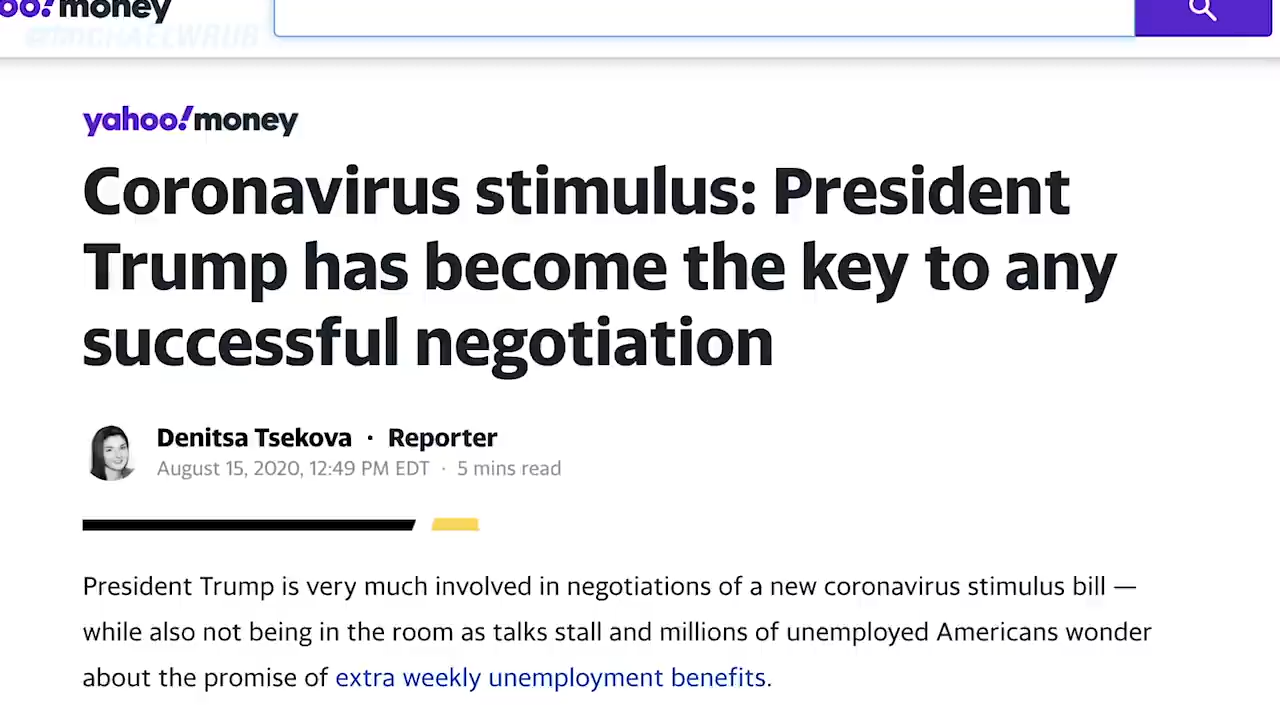 yahoo!money
Coronavirus stimulus: President
Trump has become the key to any
successful negotiation
Denitsa Tsekova · Reporter
August 15, 2020, 12:49 PM EDT · 5 mins read
President Trump is very much involved in negotiations of a new coronavirus stimulus bill —
while also not being in the room as talks stall and millions of unemployed Americans wonder
about the promise of extra weekly unemployment benefits.